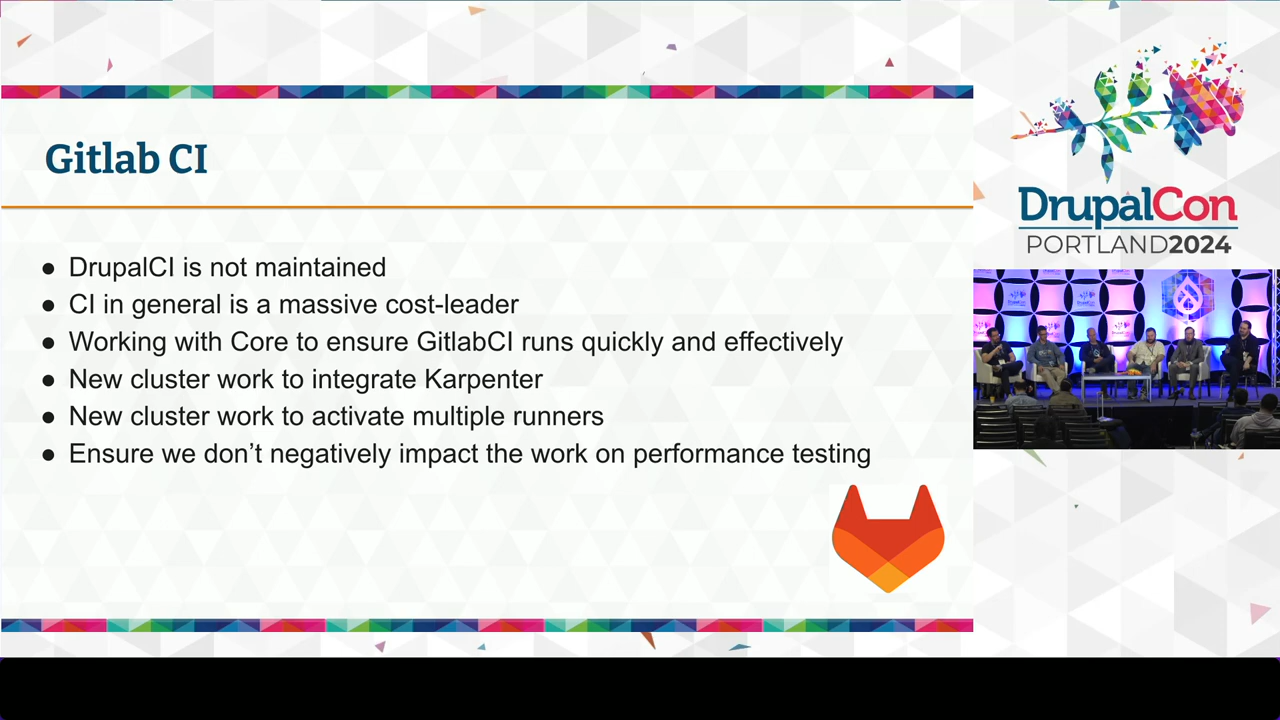 Gitlab CI
● DrupalCI is not maintained
● CI in general is a massive cost-leader
● Working with Core to ensure GitlabCI runs quickly and effectively
● New cluster work to integrate Karpenter
● New cluster work to activate multiple runners
● Ensure we don’t negatively impact the work on performance testing
DrupalCon
PORTLAND2024